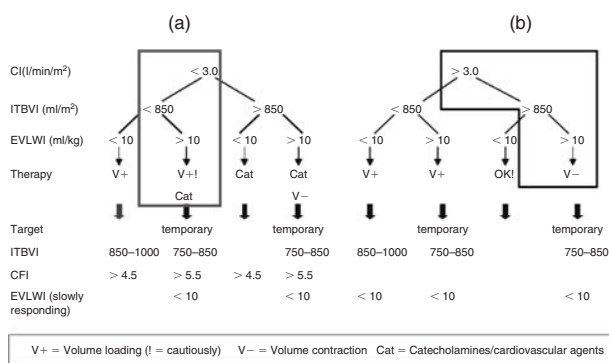 (a) (b)
CI(l/min/m²) < 3.0 > 3.0
ITBVI (ml/m²) < 850 > 850 < 850 > 850
EVLWI (ml/kg) < 10 > 10 < 10 > 10 < 10 > 10 < 10 > 10
Therapy V+ V+! Cat Cat V+ V+ OK! V−
Cat V−
Target temporary temporary temporary temporary
ITBVI 850–1000 750–850 750–850 850–1000 750–850 750–850
CFI > 4.5 > 5.5 > 4.5 > 5.5
EVLWI (slowly < 10 < 10 < 10 < 10 < 10
responding)
V+ = Volume loading (! = cautiously) V− = Volume contraction Cat = Catecholamines/cardiovascular agents